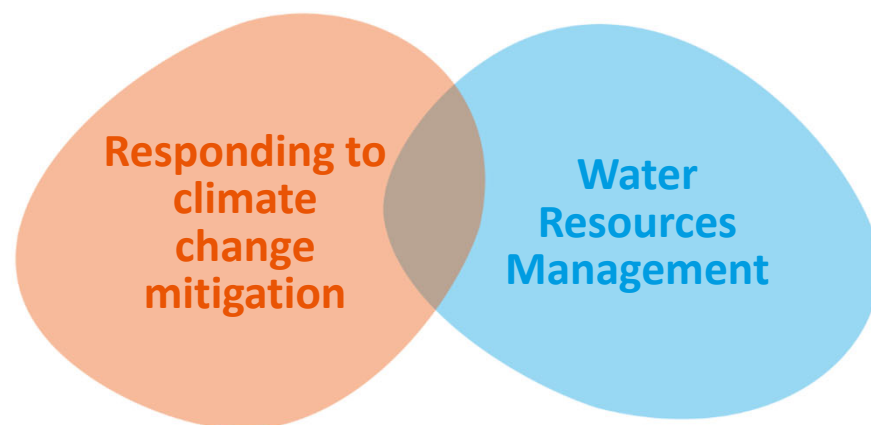 Responding to
climate
change
mitigation
Water
Resources
Management